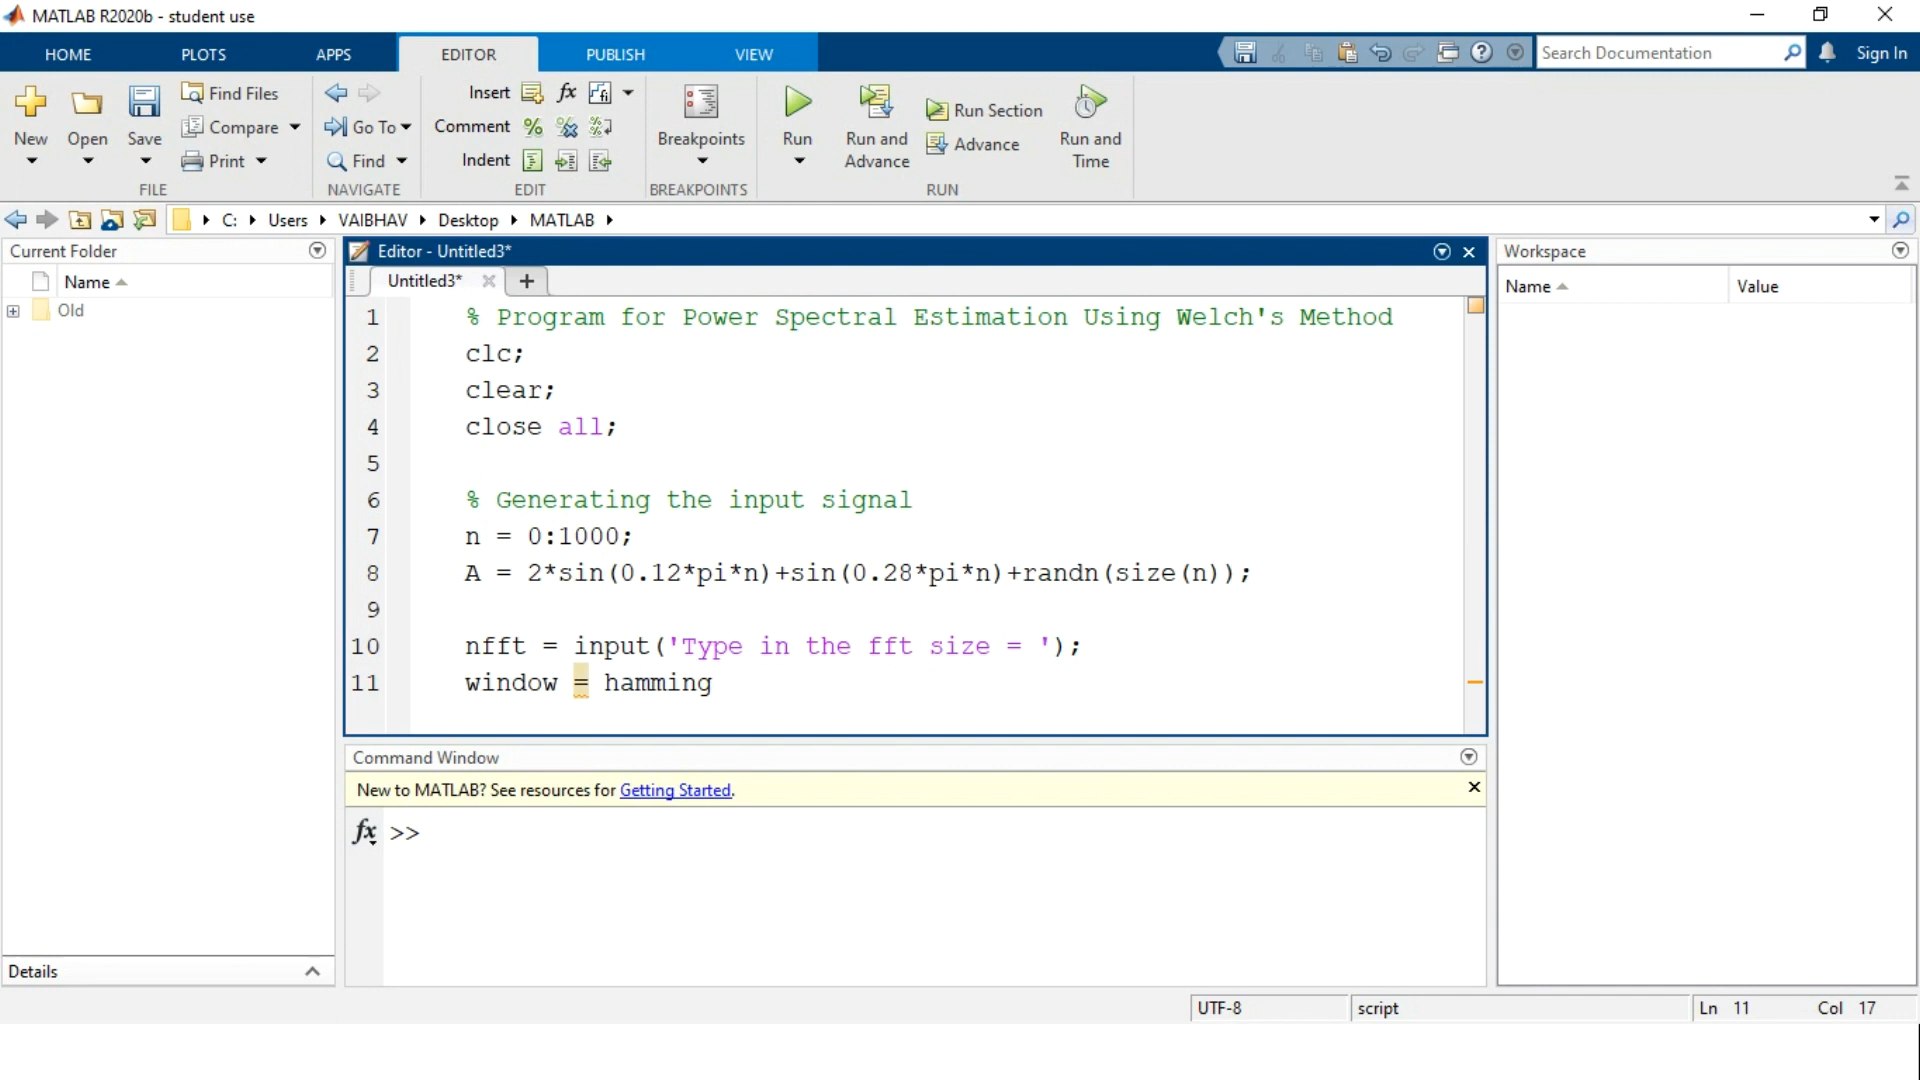 MATLAB R2020b - student use
HOME PLOTS APPS EDITOR PUBLISH VIEW Search Documentation Sign In
New Open Save Find Files Compare Print
FILE
Go To Find
NAVIGATE
Insert fx
Comment
Indent
EDIT
Breakpoints
BREAKPOINTS
Run Run and Advance Run Section Advance Run and Time
RUN
C: Users VAIBHAV Desktop MATLAB
Current Folder
Name
Old
Details
Editor - Untitled3*
Untitled3* +
1 % Program for Power Spectral Estimation Using Welch's Method
2 clc;
3 clear;
4 close all;
5
6 % Generating the input signal
7 n = 0:1000;
8 A = 2*sin(0.12*pi*n)+sin(0.28*pi*n)+randn(size(n));
9
10 nfft = input('Type in the fft size = ');
11 window = hamming
Command Window
New to MATLAB? See resources for Getting Started.
fx >>
Workspace
Name Value
UTF-8 script Ln 11 Col 17